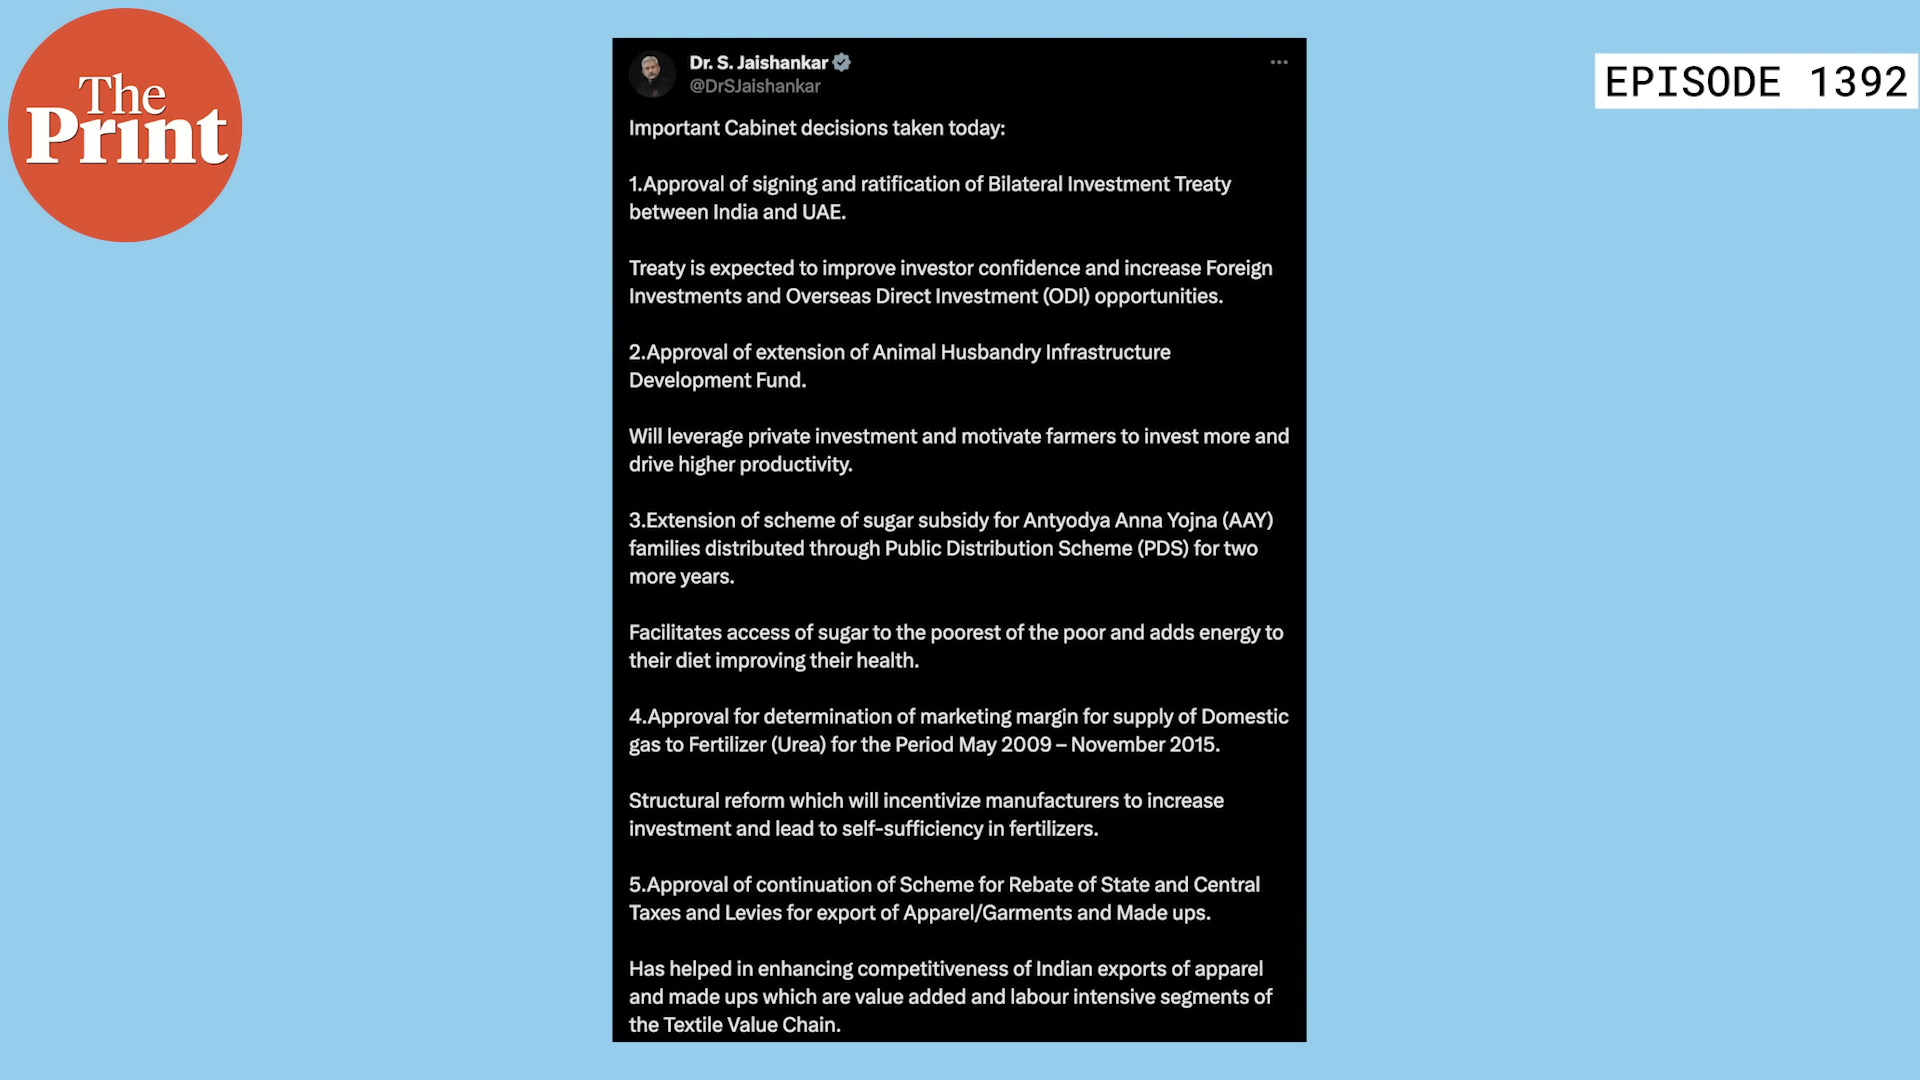 The
Print
EPISODE 1392
Dr. S. Jaishankar
@DrSJaishankar
Important Cabinet decisions taken today:
1.Approval of signing and ratification of Bilateral Investment Treaty
between India and UAE.
Treaty is expected to improve investor confidence and increase Foreign
Investments and Overseas Direct Investment (ODI) opportunities.
2.Approval of extension of Animal Husbandry Infrastructure
Development Fund.
Will leverage private investment and motivate farmers to invest more and
drive higher productivity.
3.Extension of scheme of sugar subsidy for Antyodya Anna Yojna (AAY)
families distributed through Public Distribution Scheme (PDS) for two
more years.
Facilitates access of sugar to the poorest of the poor and adds energy to
their diet improving their health.
4.Approval for determination of marketing margin for supply of Domestic
gas to Fertilizer (Urea) for the Period May 2009 – November 2015.
Structural reform which will incentivize manufacturers to increase
investment and lead to self-sufficiency in fertilizers.
5.Approval of continuation of Scheme for Rebate of State and Central
Taxes and Levies for export of Apparel/Garments and Made ups.
Has helped in enhancing competitiveness of Indian exports of apparel
and made ups which are value added and labour intensive segments of
the Textile Value Chain.